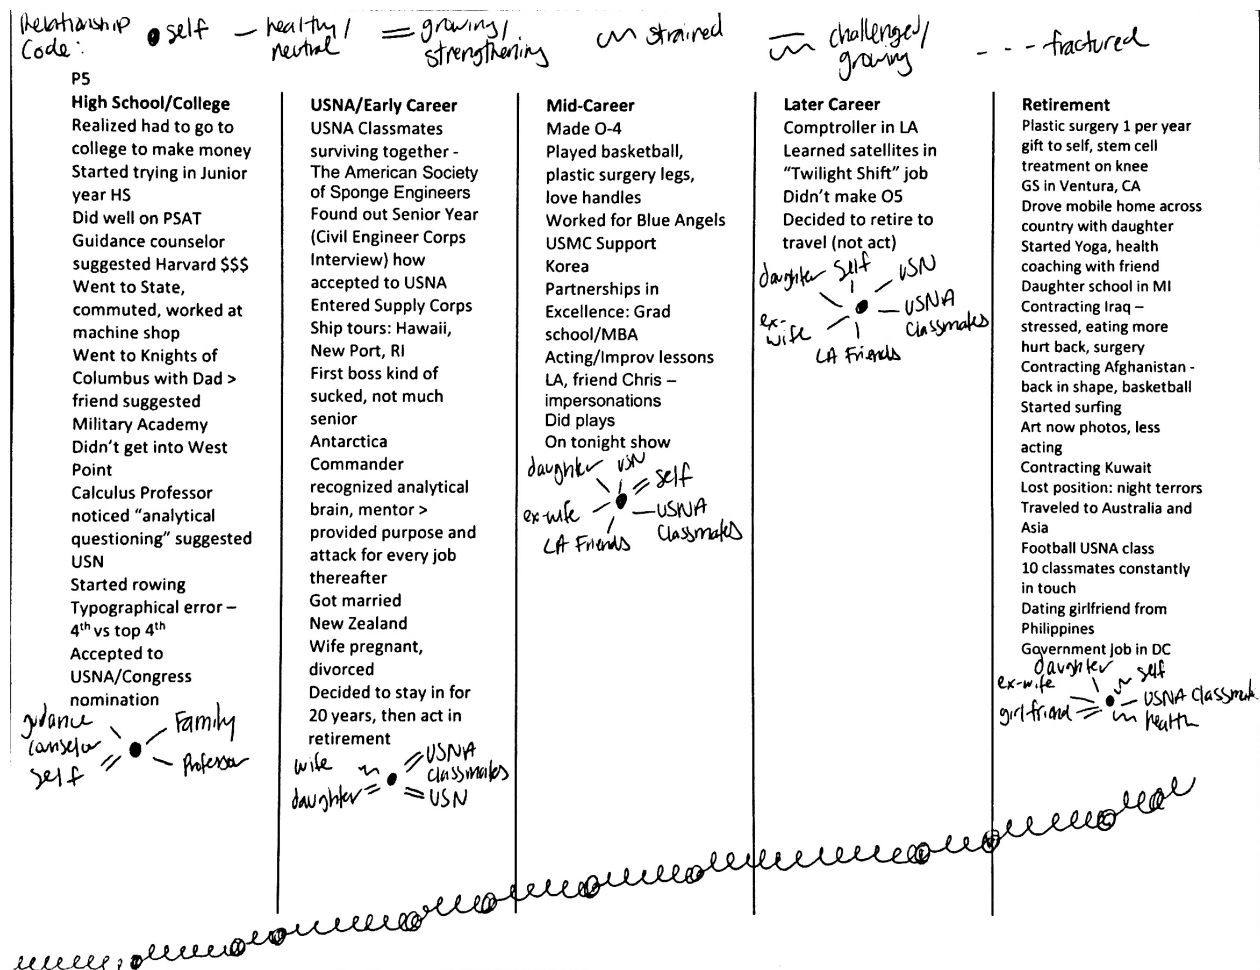 Relationship Code: self healthy/neutral growing/strengthening strained challenged/growing fractured
P5
High School/College
Realized had to go to
college to make money
Started trying in Junior
year HS
Did well on PSAT
Guidance counselor
suggested Harvard $$$
Went to State,
commuted, worked at
machine shop
Went to Knights of
Columbus with Dad >
friend suggested
Military Academy
Didn't get into West
Point
Calculus Professor
noticed "analytical
questioning" suggested
USN
Started rowing
Typographical error –
4th vs top 4th
Accepted to
USNA/Congress
nomination
guidance
conselor
self
Family
Professor
USNA/Early Career
USNA Classmates
surviving together -
The American Society
of Sponge Engineers
Found out Senior Year
(Civil Engineer Corps
Interview) how
accepted to USNA
Entered Supply Corps
Ship tours: Hawaii,
New Port, RI
First boss kind of
sucked, not much
senior
Antarctica
Commander
recognized analytical
brain, mentor >
provided purpose and
attack for every job
thereafter
Got married
New Zealand
Wife pregnant,
divorced
Decided to stay in for
20 years, then act in
retirement
wife
daughter
USNA
classmates
USN
Mid-Career
Made O-4
Played basketball,
plastic surgery legs,
love handles
Worked for Blue Angels
USMC Support
Korea
Partnerships in
Excellence: Grad
school/MBA
Acting/Improv lessons
LA, friend Chris –
impersonations
Did plays
On tonight show
daughter
USN
self
ex-wife
USNA
Classmates
LA Friends
Later Career
Comptroller in LA
Learned satellites in
"Twilight Shift" job
Didn't make O5
Decided to retire to
travel (not act)
daughter
self
USN
ex-
wife
USNA
Classmates
LA Friends
Retirement
Plastic surgery 1 per year
gift to self, stem cell
treatment on knee
GS in Ventura, CA
Drove mobile home across
country with daughter
Started Yoga, health
coaching with friend
Daughter school in MI
Contracting Iraq –
stressed, eating more
hurt back, surgery
Contracting Afghanistan -
back in shape, basketball
Started surfing
Art now photos, less
acting
Contracting Kuwait
Lost position: night terrors
Traveled to Australia and
Asia
Football USNA class
10 classmates constantly
in touch
Dating girlfriend from
Philippines
Government job in DC
daughter
ex-wife
self
girlfriend
USNA Classmate
health